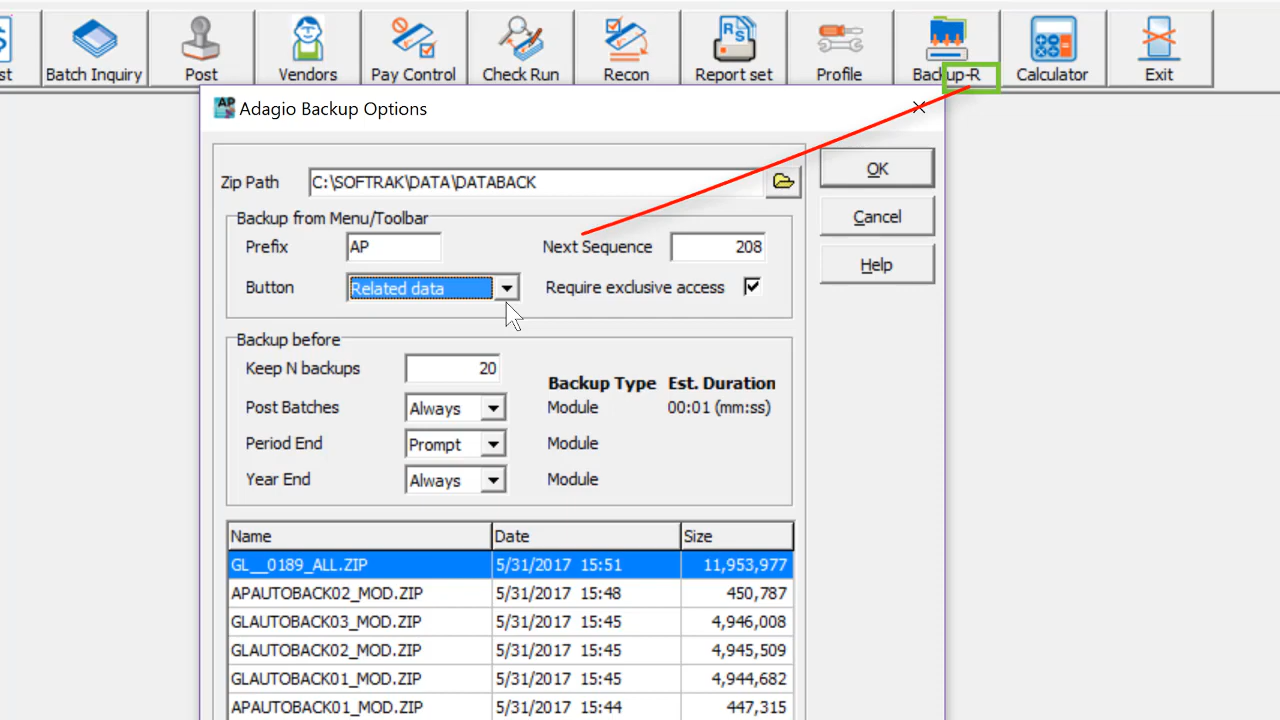 st Batch Inquiry Post Vendors Pay Control Check Run Recon Report set Profile Backup-R Calculator Exit
AP Adagio Backup Options
Zip Path C:\SOFTRAK\DATA\DATABACK OK
Backup from Menu/Toolbar Cancel
Prefix AP Next Sequence 208
Button Related data Require exclusive access Help
Backup before
Keep N backups 20
Backup Type Est. Duration
Post Batches Always Module 00:01 (mm:ss)
Period End Prompt Module
Year End Always Module
Name Date Size
GL__0189_ALL.ZIP 5/31/2017 15:51 11,953,977
APAUTOBACK02_MOD.ZIP 5/31/2017 15:48 450,787
GLAUTOBACK03_MOD.ZIP 5/31/2017 15:45 4,946,008
GLAUTOBACK02_MOD.ZIP 5/31/2017 15:45 4,945,509
GLAUTOBACK01_MOD.ZIP 5/31/2017 15:45 4,944,682
APAUTOBACK01_MOD.ZIP 5/31/2017 15:44 447,315